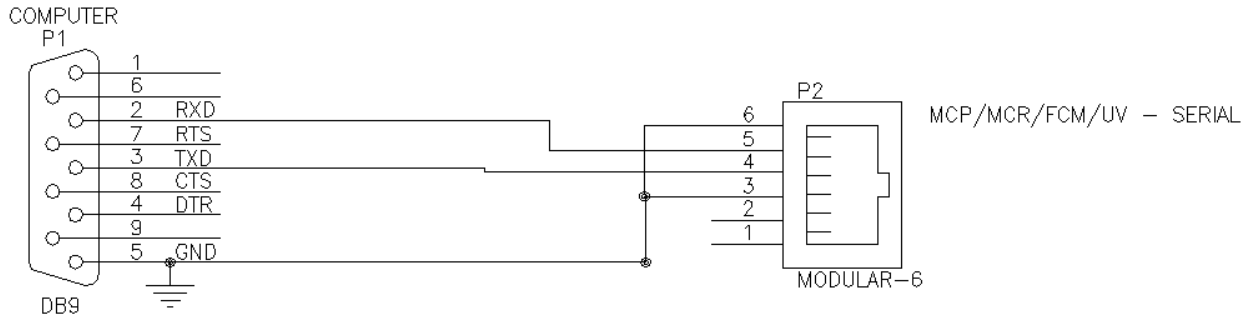 COMPUTER
P1
1
6
2 RXD
7 RTS
3 TXD
8 CTS
4 DTR
9
5 GND
DB9
P2
6
5
4
3
2
1
MODULAR-6
MCP/MCR/FCM/UV - SERIAL